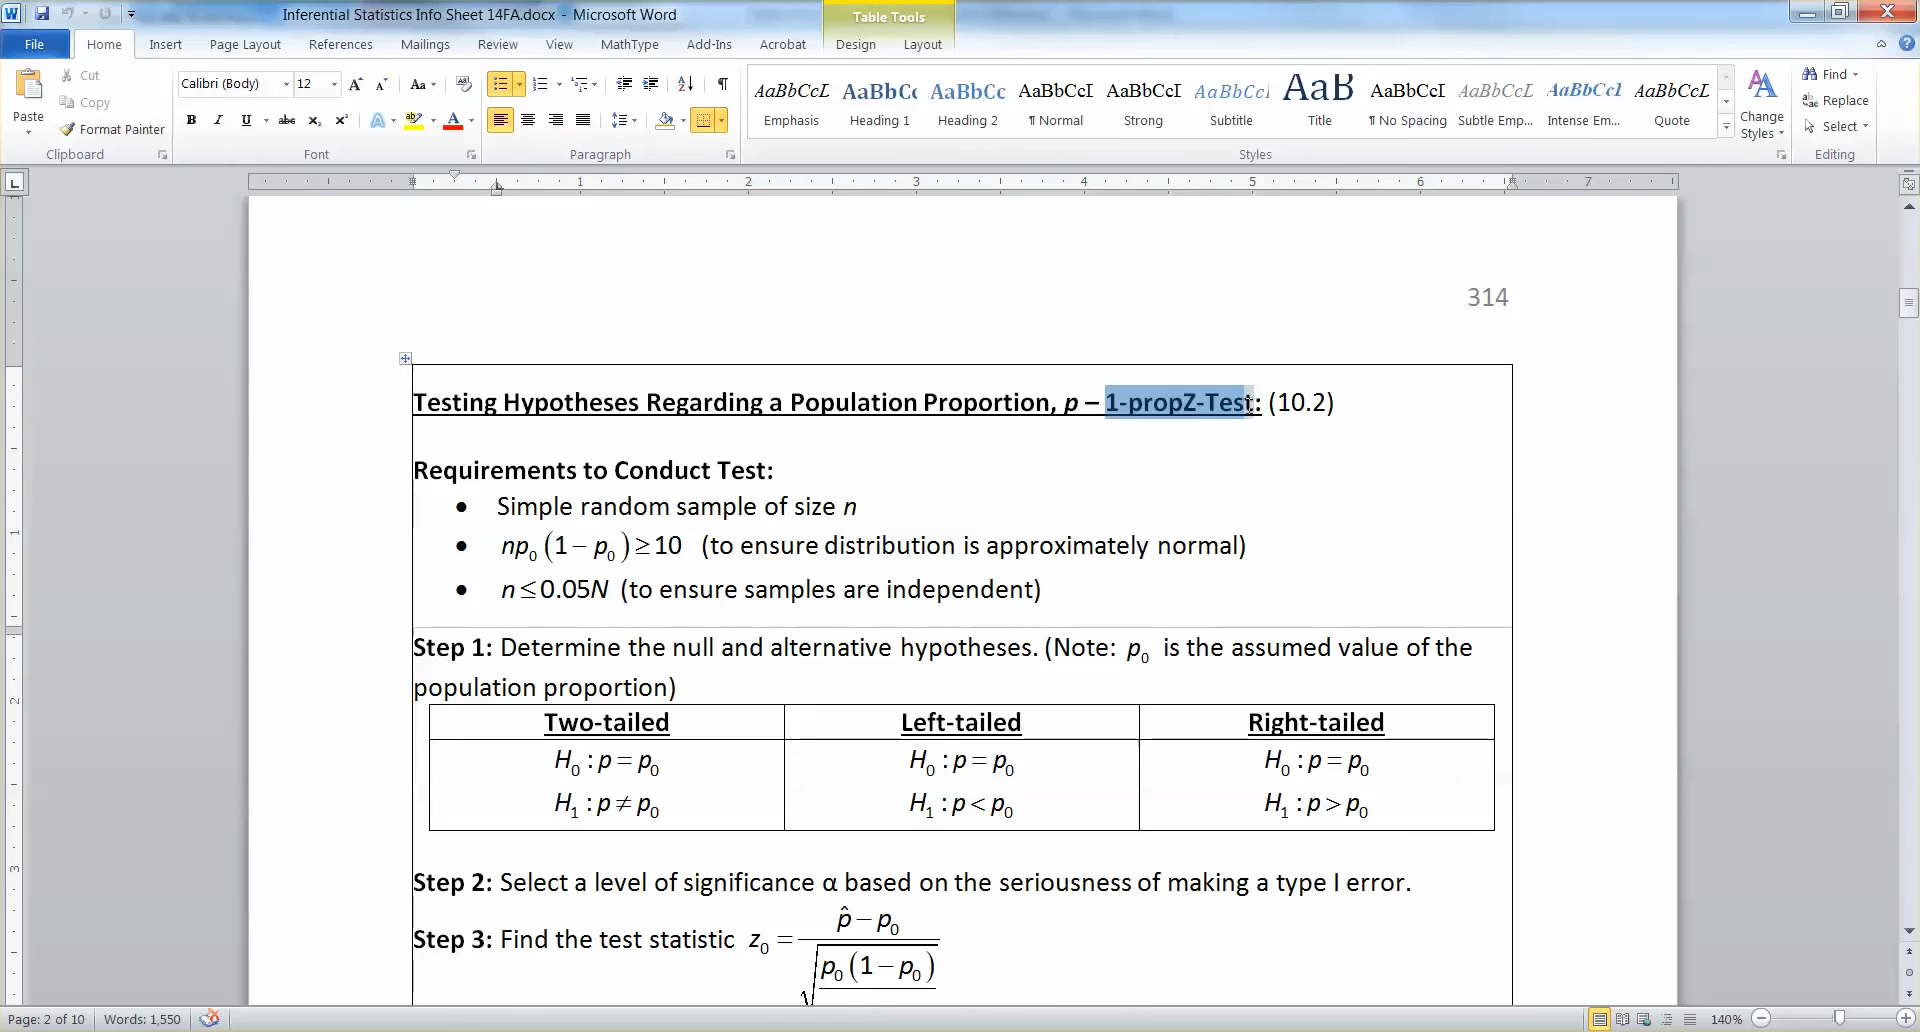 Inferential Statistics Info Sheet 14FA.docx - Microsoft Word
Table Tools
File Home Insert Page Layout References Mailings Review View MathType Add-Ins Acrobat Design Layout
Cut
Copy
Format Painter
Paste
Clipboard
Calibri (Body) 12
Font
Paragraph
AaBbCcL AaBbCc AaBbCc AaBbCcI AaBbCcI AaBbCcI AaB AaBbCcI AaBbCcL AaBbCcI AaBbCcL
Emphasis Heading 1 Heading 2 ¶ Normal Strong Subtitle Title ¶ No Spacing Subtle Emp... Intense Em... Quote
Styles
Change
Styles
Find
Replace
Select
Editing
1 2 3 4 5 6 7
314
Testing Hypotheses Regarding a Population Proportion, p – 1-propZ-Test: (10.2)
Requirements to Conduct Test:
• Simple random sample of size n
• np₀(1 − p₀) ≥ 10 (to ensure distribution is approximately normal)
• n ≤ 0.05N (to ensure samples are independent)
Step 1: Determine the null and alternative hypotheses. (Note: p₀ is the assumed value of the
population proportion)
Two-tailed Left-tailed Right-tailed
H₀ : p = p₀ H₀ : p = p₀ H₀ : p = p₀
H₁ : p ≠ p₀ H₁ : p < p₀ H₁ : p > p₀
Step 2: Select a level of significance α based on the seriousness of making a type I error.
Step 3: Find the test statistic z₀ = (p̂ − p₀) / √(p₀(1 − p₀)
Page: 2 of 10 Words: 1,550 140%